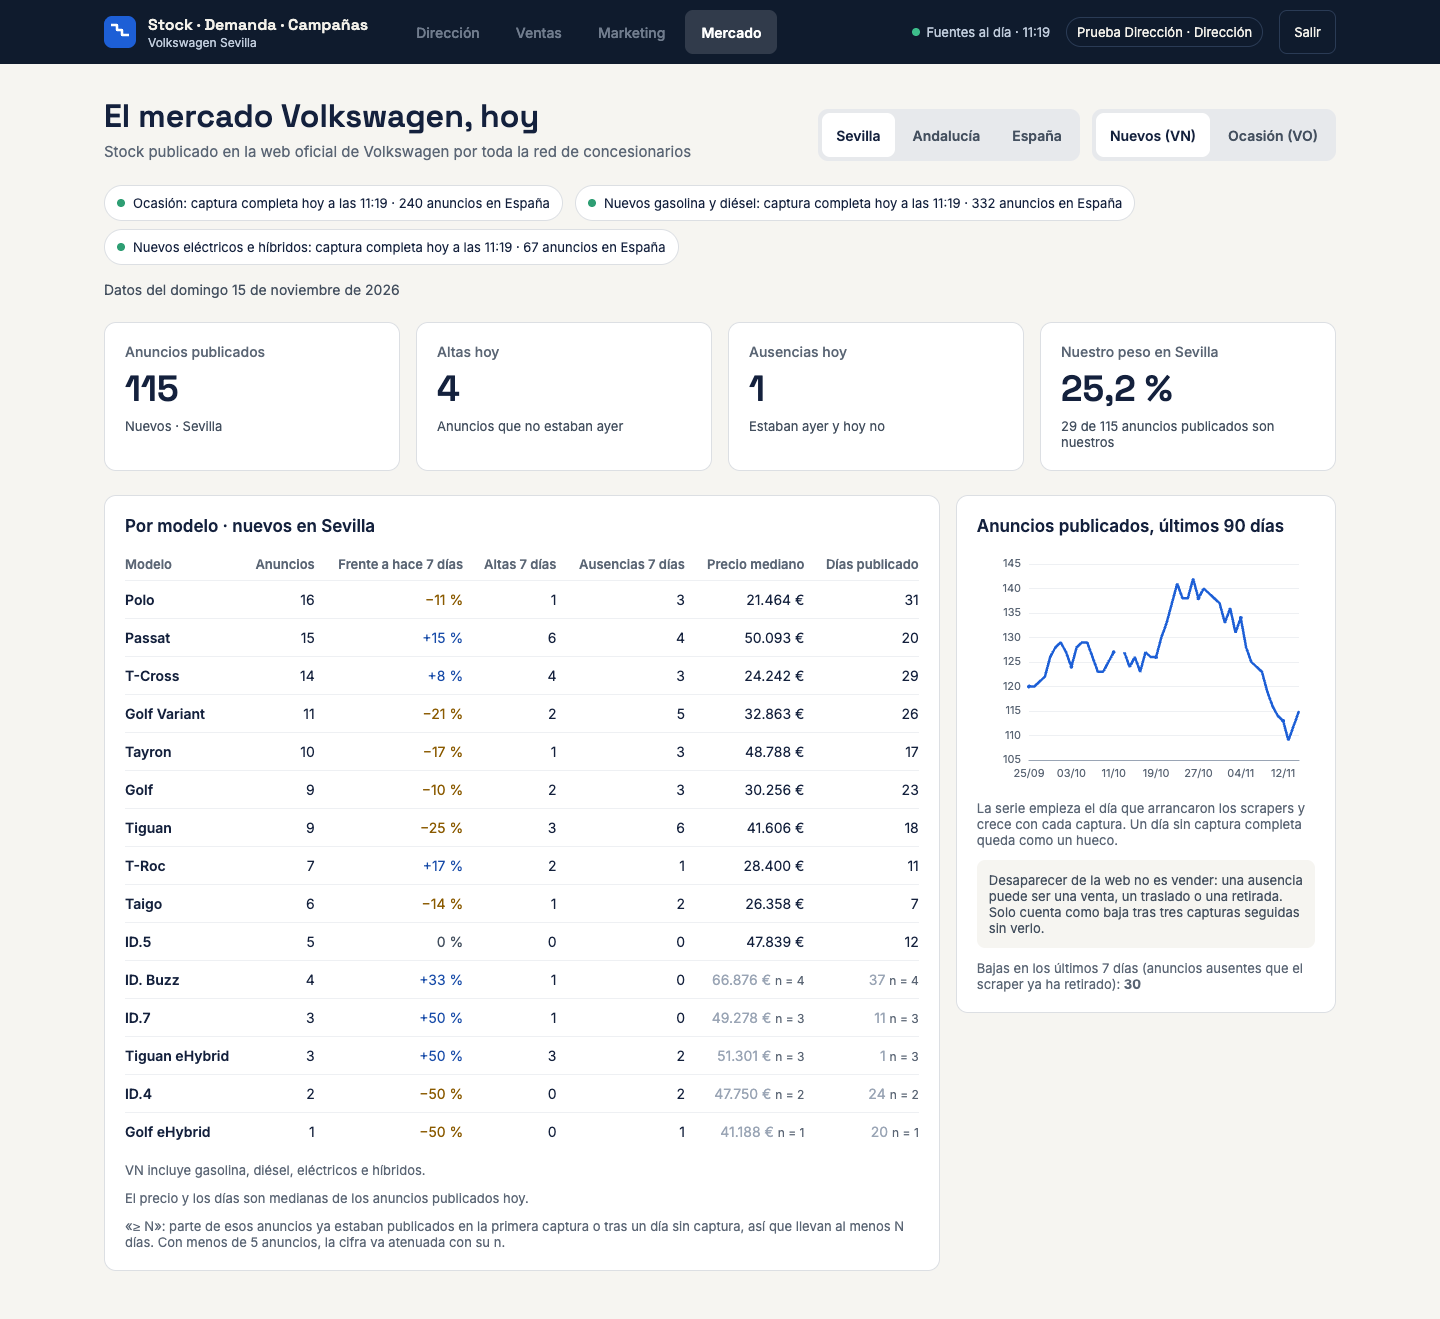 Stock · Demanda · Campañas
Volkswagen Sevilla
Dirección
Ventas
Marketing
Mercado
Fuentes al día · 11:19
Prueba Dirección · Dirección
Salir
El mercado Volkswagen, hoy
Stock publicado en la web oficial de Volkswagen por toda la red de concesionarios
Sevilla
Andalucía
España
Nuevos (VN)
Ocasión (VO)
Ocasión: captura completa hoy a las 11:19 · 240 anuncios en España
Nuevos gasolina y diésel: captura completa hoy a las 11:19 · 332 anuncios en España
Nuevos eléctricos e híbridos: captura completa hoy a las 11:19 · 67 anuncios en España
Datos del domingo 15 de noviembre de 2026
Anuncios publicados
115
Nuevos · Sevilla
Altas hoy
4
Anuncios que no estaban ayer
Ausencias hoy
1
Estaban ayer y hoy no
Nuestro peso en Sevilla
25,2 %
29 de 115 anuncios publicados son
nuestros
Por modelo · nuevos en Sevilla
Modelo Anuncios Frente a hace 7 días Altas 7 días Ausencias 7 días Precio mediano Días publicado
Polo 16 −11 % 1 3 21.464 € 31
Passat 15 +15 % 6 4 50.093 € 20
T-Cross 14 +8 % 4 3 24.242 € 29
Golf Variant 11 −21 % 2 5 32.863 € 26
Tayron 10 −17 % 1 3 48.788 € 17
Golf 9 −10 % 2 3 30.256 € 23
Tiguan 9 −25 % 3 6 41.606 € 18
T-Roc 7 +17 % 2 1 28.400 € 11
Taigo 6 −14 % 1 2 26.358 € 7
ID.5 5 0 % 0 0 47.839 € 12
ID. Buzz 4 +33 % 1 0 66.876 € n = 4 37 n = 4
ID.7 3 +50 % 1 0 49.278 € n = 3 11 n = 3
Tiguan eHybrid 3 +50 % 3 2 51.301 € n = 3 1 n = 3
ID.4 2 −50 % 0 2 47.750 € n = 2 24 n = 2
Golf eHybrid 1 −50 % 0 1 41.188 € n = 1 20 n = 1
VN incluye gasolina, diésel, eléctricos e híbridos.
El precio y los días son medianas de los anuncios publicados hoy.
«≥ N»: parte de esos anuncios ya estaban publicados en la primera captura o tras un día sin captura, así que llevan al menos N
días. Con menos de 5 anuncios, la cifra va atenuada con su n.
Anuncios publicados, últimos 90 días
145
140
135
130
125
120
115
110
105
25/09 03/10 11/10 19/10 27/10 04/11 12/11
La serie empieza el día que arrancaron los scrapers y
crece con cada captura. Un día sin captura completa
queda como un hueco.
Desaparecer de la web no es vender: una ausencia
puede ser una venta, un traslado o una retirada.
Solo cuenta como baja tras tres capturas seguidas
sin verlo.
Bajas en los últimos 7 días (anuncios ausentes que el
scraper ya ha retirado): 30